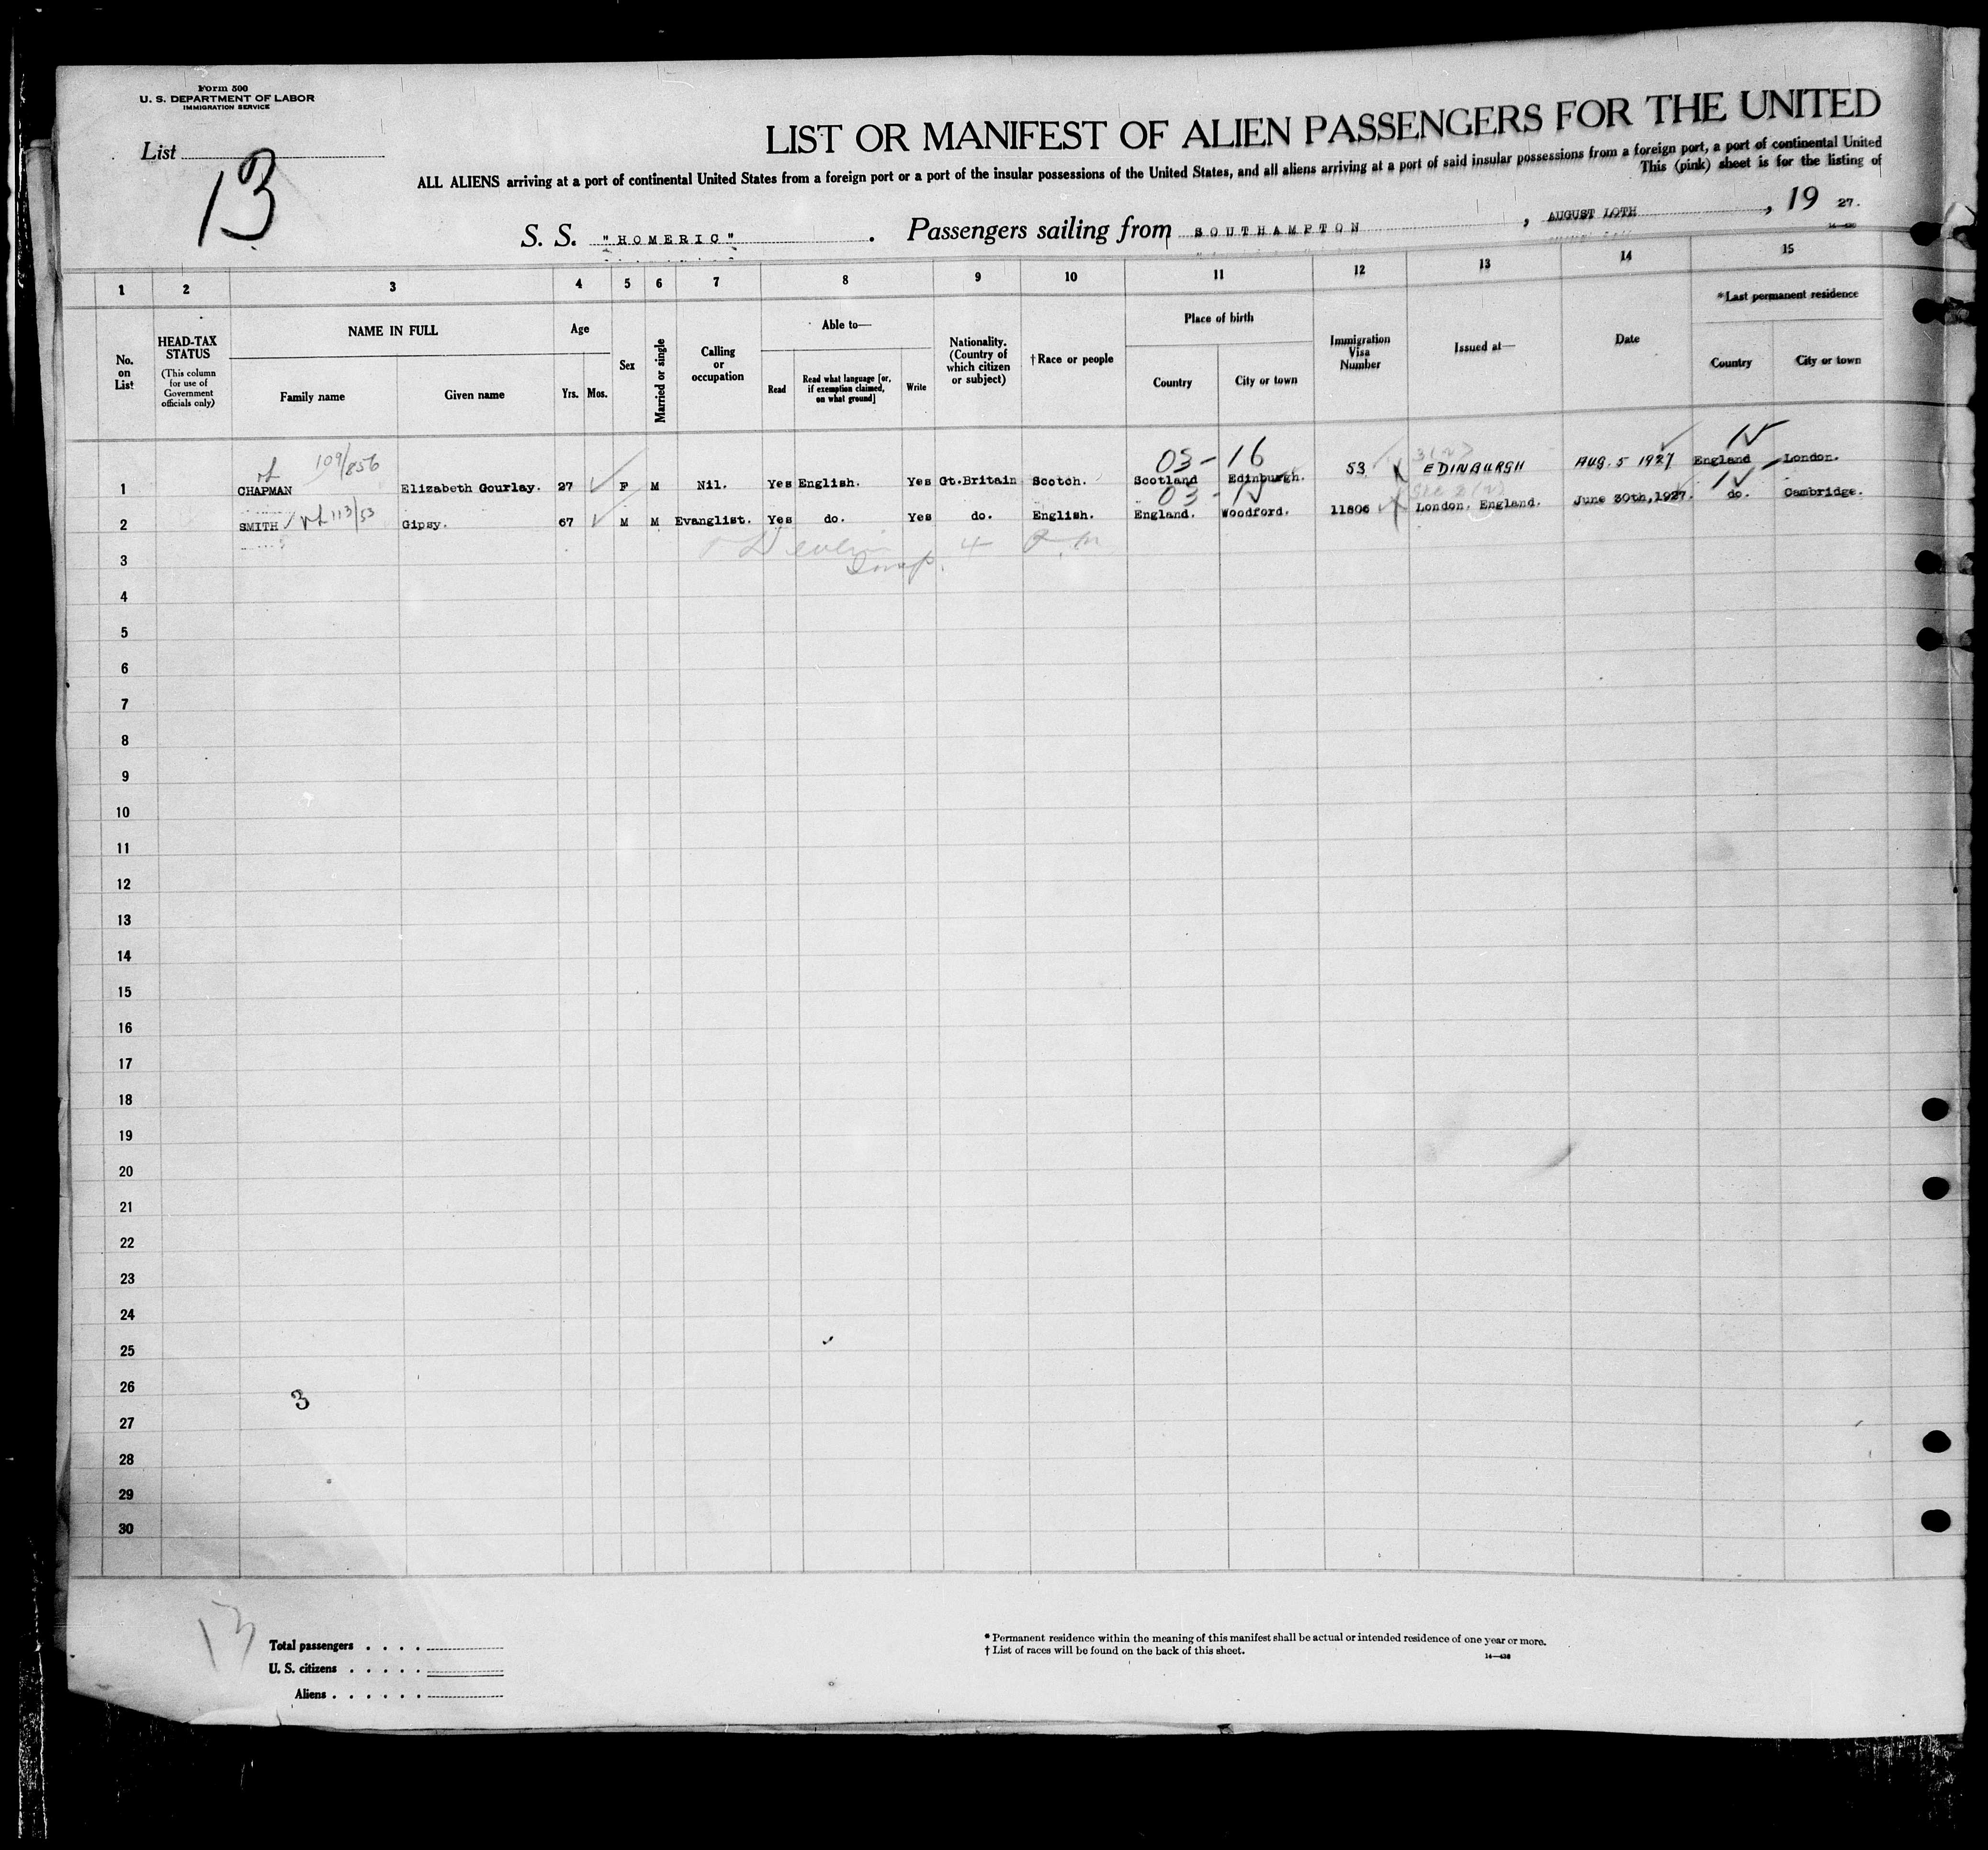 Form 500
U. S. DEPARTMENT OF LABOR
IMMIGRATION SERVICE
List
13
LIST OR MANIFEST OF ALIEN PASSENGERS FOR THE UNITED
ALL ALIENS arriving at a port of continental United States from a foreign port or a port of the insular possessions of the United States, and all aliens arriving at a port of said insular possessions from a foreign port, a port of continental United
This (pink) sheet is for the listing of
S. S. "HOMERIC" . Passengers sailing from SOUTHAMPTON , AUGUST LOTH , 19 27.
1 2 3 4 5 6 7 8 9 10 11 12 13 14 15
No. on List
HEAD-TAX STATUS
(This column for use of Government officials only)
NAME IN FULL
Family name
Given name
Age
Yrs. Mos.
Sex
Married or single
Calling or occupation
Able to—
Read
Read what language [or, if exemption claimed, on what ground]
Write
Nationality. (Country of which citizen or subject)
†Race or people
Place of birth
Country
City or town
Immigration Visa Number
Issued at—
Date
*Last permanent residence
Country
City or town
109/856
03-16
1 CHAPMAN Elizabeth Gourlay. 27 F M Nil. Yes English. Yes Gt.Britain Scotch. Scotland Edinburgh. 53 EDINBURGH AUG. 5 1927 England London.
2 SMITH 113/53 Gipsy. 67 M M Evanglist. Yes do. Yes do. English. England. Woodford. 11806 London, England. June 30th,1927. do. Cambridge.
3
4
5
6
7
8
9
10
11
12
13
14
15
16
17
18
19
20
21
22
23
24
25
26
3
27
28
29
30
13
Total passengers
U. S. citizens
Aliens
*Permanent residence within the meaning of this manifest shall be actual or intended residence of one year or more.
†List of races will be found on the back of this sheet.